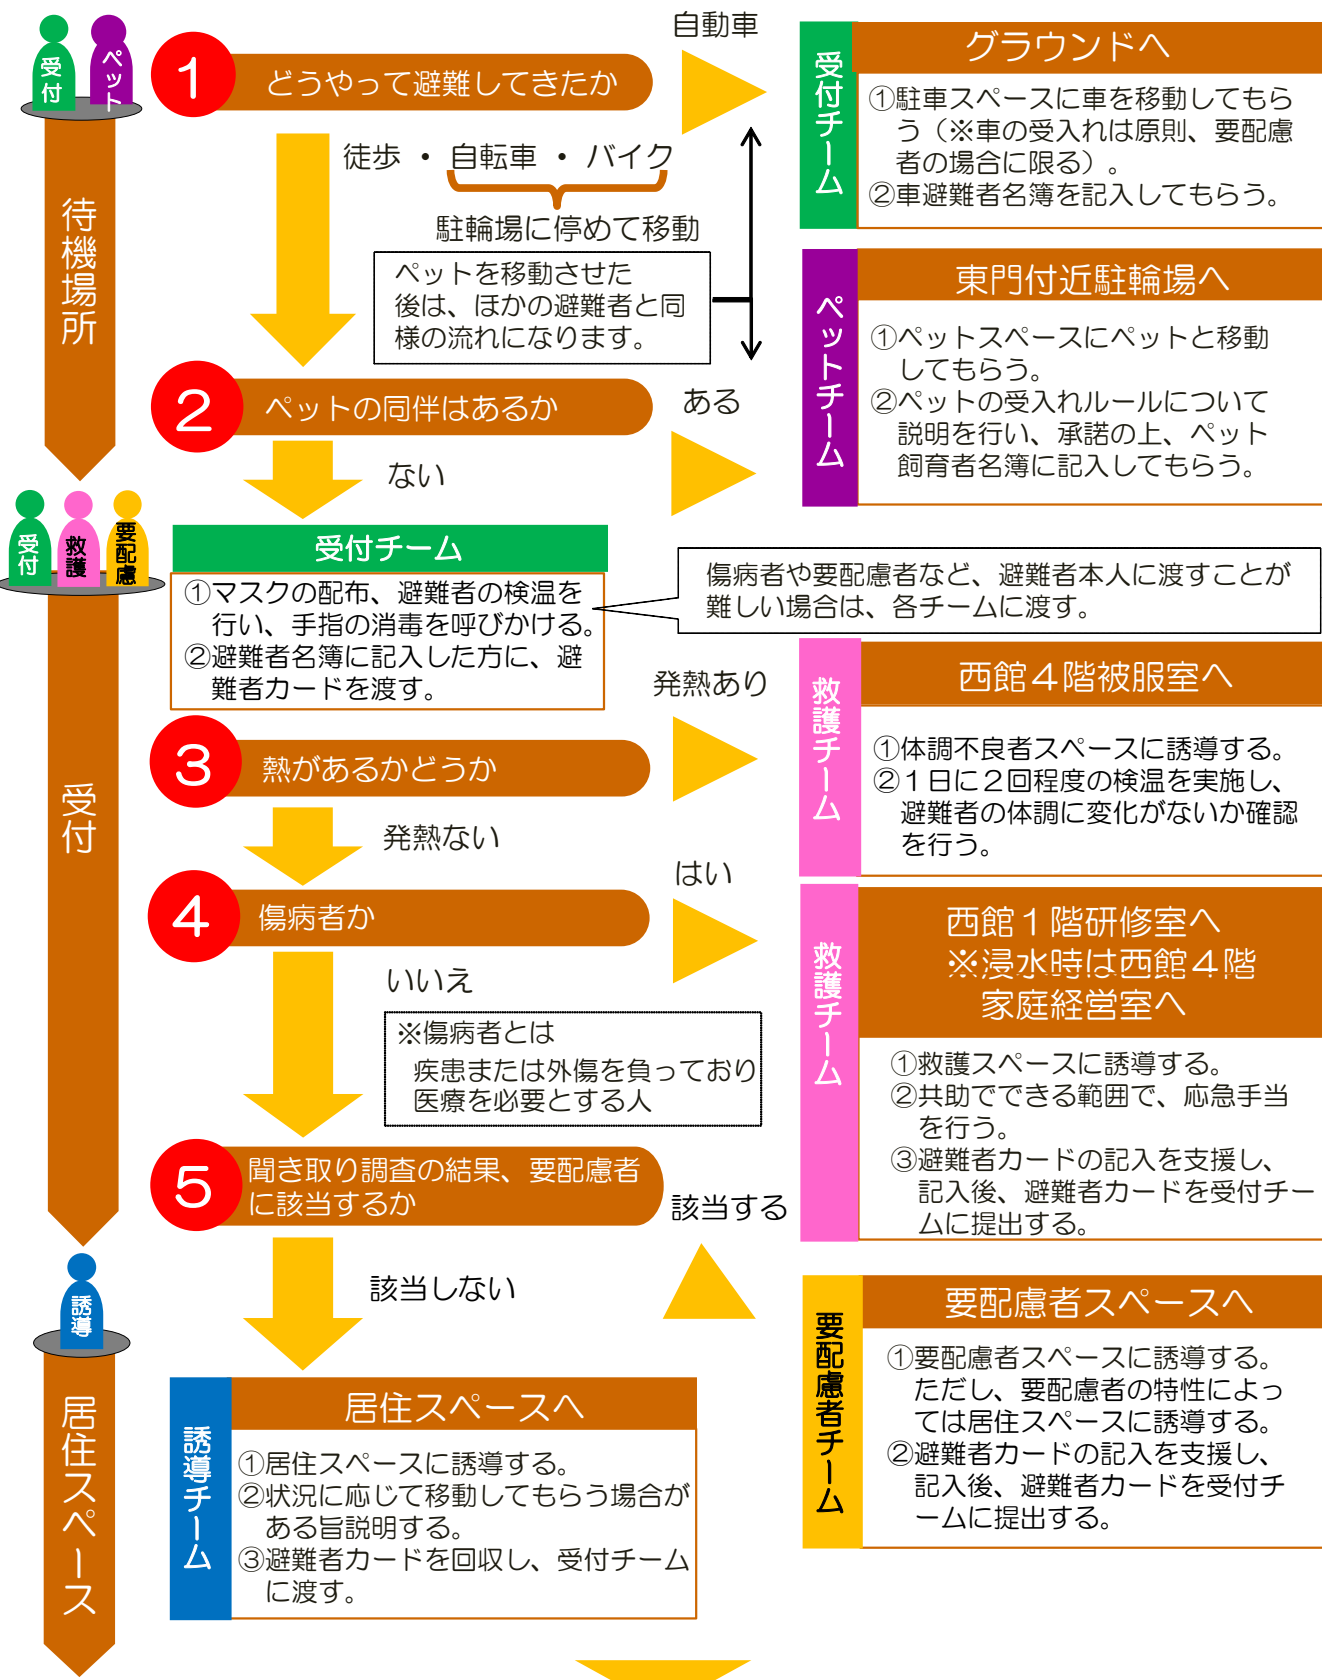 受付
ペット
1
どうやって避難してきたか
自動車
徒歩 ・ 自転車 ・ バイク
駐輪場に停めて移動
ペットを移動させた
後は、ほかの避難者と同
様の流れになります。
待機場所
受付チーム
グラウンドへ
①駐車スペースに車を移動してもら
う（※車の受入れは原則、要配慮
者の場合に限る）。
②車避難者名簿を記入してもらう。
2
ペットの同伴はあるか
ある
ない
ペットチーム
東門付近駐輪場へ
①ペットスペースにペットと移動
してもらう。
②ペットの受入れルールについて
説明を行い、承諾の上、ペット
飼育者名簿に記入してもらう。
受付
救護
要配慮
受付
受付チーム
①マスクの配布、避難者の検温を
行い、手指の消毒を呼びかける。
②避難者名簿に記入した方に、避
難者カードを渡す。
傷病者や要配慮者など、避難者本人に渡すことが
難しい場合は、各チームに渡す。
3
熱があるかどうか
発熱あり
発熱ない
救護チーム
西館４階被服室へ
①体調不良者スペースに誘導する。
②１日に２回程度の検温を実施し、
避難者の体調に変化がないか確認
を行う。
4
傷病者か
はい
いいえ
※傷病者とは
疾患または外傷を負っており
医療を必要とする人
救護チーム
西館１階研修室へ
※浸水時は西館４階
家庭経営室へ
①救護スペースに誘導する。
②共助でできる範囲で、応急手当
を行う。
③避難者カードの記入を支援し、
記入後、避難者カードを受付チー
ムに提出する。
5
聞き取り調査の結果、要配慮者
に該当するか
該当する
該当しない
要配慮者チーム
要配慮者スペースへ
①要配慮者スペースに誘導する。
ただし、要配慮者の特性によっ
ては居住スペースに誘導する。
②避難者カードの記入を支援し、
記入後、避難者カードを受付チ
ームに提出する。
誘導
居住スペース
誘導チーム
居住スペースへ
①居住スペースに誘導する。
②状況に応じて移動してもらう場合が
ある旨説明する。
③避難者カードを回収し、受付チーム
に渡す。